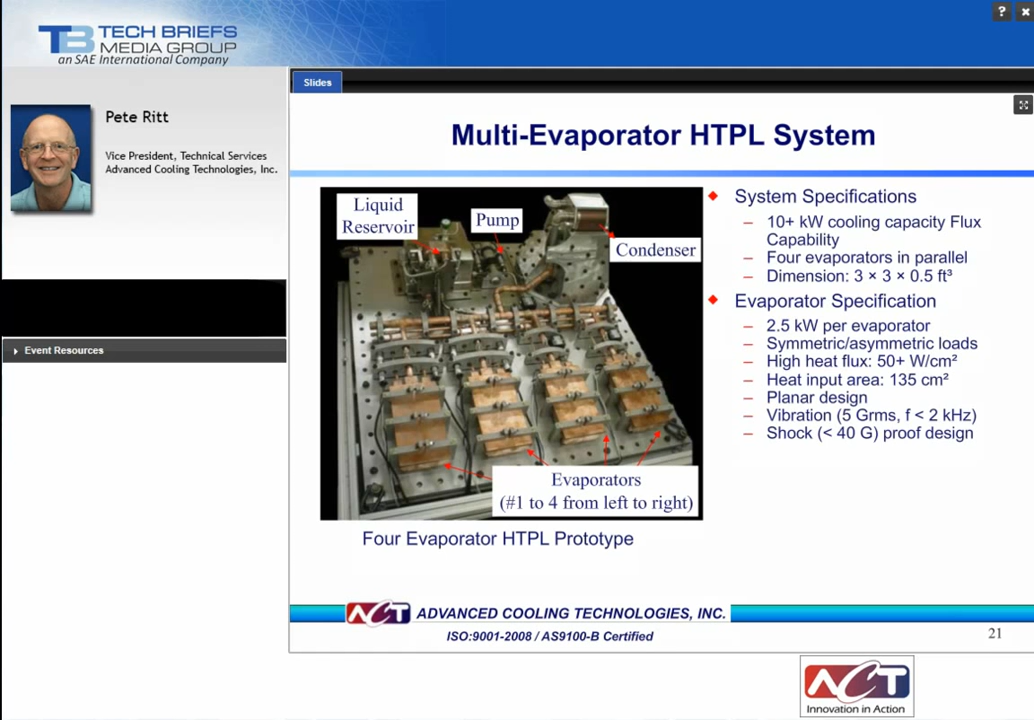 TB TECH BRIEFS
MEDIA GROUP
an SAE International Company
? ×
Pete Ritt
Vice President, Technical Services
Advanced Cooling Technologies, Inc.
Event Resources
Slides
Multi-Evaporator HTPL System
Liquid
Reservoir
Pump
Condenser
Evaporators
(#1 to 4 from left to right)
Four Evaporator HTPL Prototype
System Specifications
– 10+ kW cooling capacity Flux
Capability
– Four evaporators in parallel
– Dimension: 3 × 3 × 0.5 ft³
Evaporator Specification
– 2.5 kW per evaporator
– Symmetric/asymmetric loads
– High heat flux: 50+ W/cm²
– Heat input area: 135 cm²
– Planar design
– Vibration (5 Grms, f < 2 kHz)
– Shock (< 40 G) proof design
ACT ADVANCED COOLING TECHNOLOGIES, INC.
ISO:9001-2008 / AS9100-B Certified
21
ACT
Innovation in Action